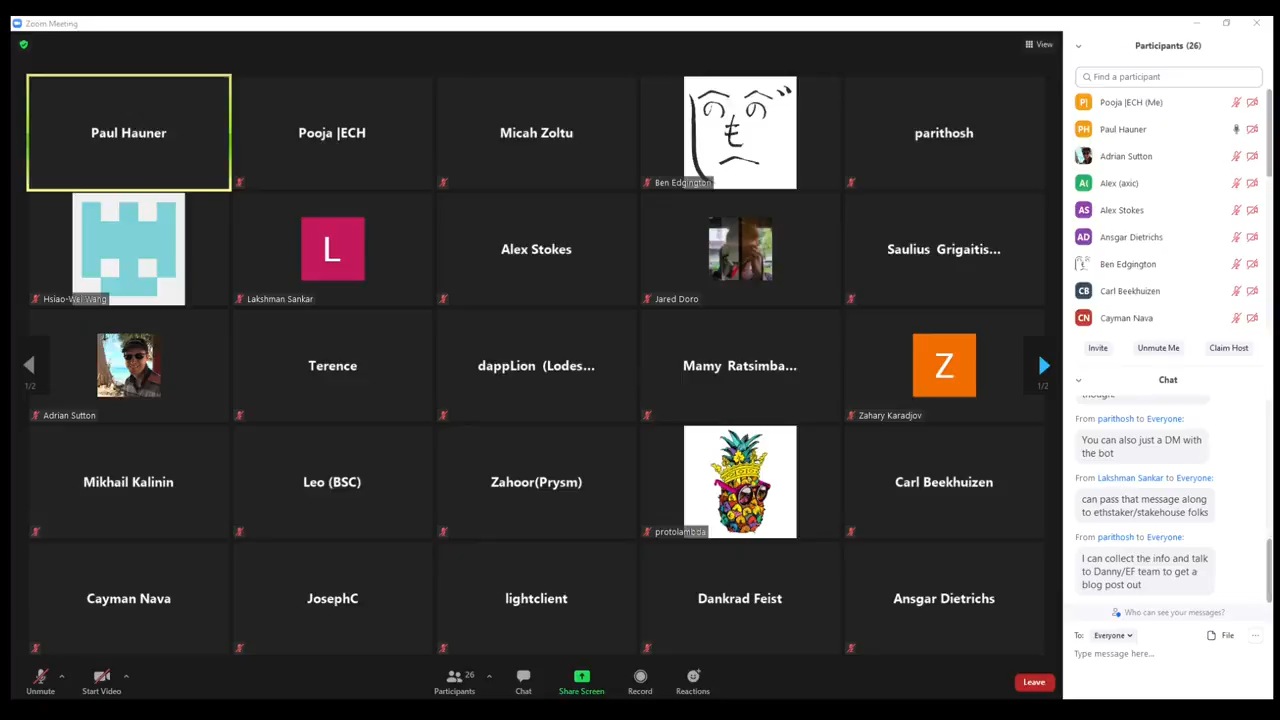 Zoom Meeting
View
Paul Hauner
Pooja |ECH
Micah Zoltu
Ben Edgington
parithosh
Hsiao-Wei Wang
L
Lakshman Sankar
Alex Stokes
Jared Doro
Saulius Grigaitis...
1/2
Adrian Sutton
Terence
dappLion (Lodes...
Mamy Ratsimba...
Z
Zahary Karadjov
1/2
Mikhail Kalinin
Leo (BSC)
Zahoor(Prysm)
protolambda
Carl Beekhuizen
Cayman Nava
JosephC
lightclient
Dankrad Feist
Ansgar Dietrichs
Unmute
Start Video
26
Participants
Chat
Share Screen
Record
Reactions
Leave
Participants (26)
Find a participant
P| Pooja |ECH (Me)
PH Paul Hauner
Adrian Sutton
A( Alex (axic)
AS Alex Stokes
AD Ansgar Dietrichs
Ben Edgington
CB Carl Beekhuizen
CN Cayman Nava
Invite
Unmute Me
Claim Host
Chat
From parithosh to Everyone:
You can also just a DM with
the bot
From Lakshman Sankar to Everyone:
can pass that message along
to ethstaker/stakehouse folks
From parithosh to Everyone:
I can collect the info and talk
to Danny/EF team to get a
blog post out
Who can see your messages?
To: Everyone
File
Type message here...